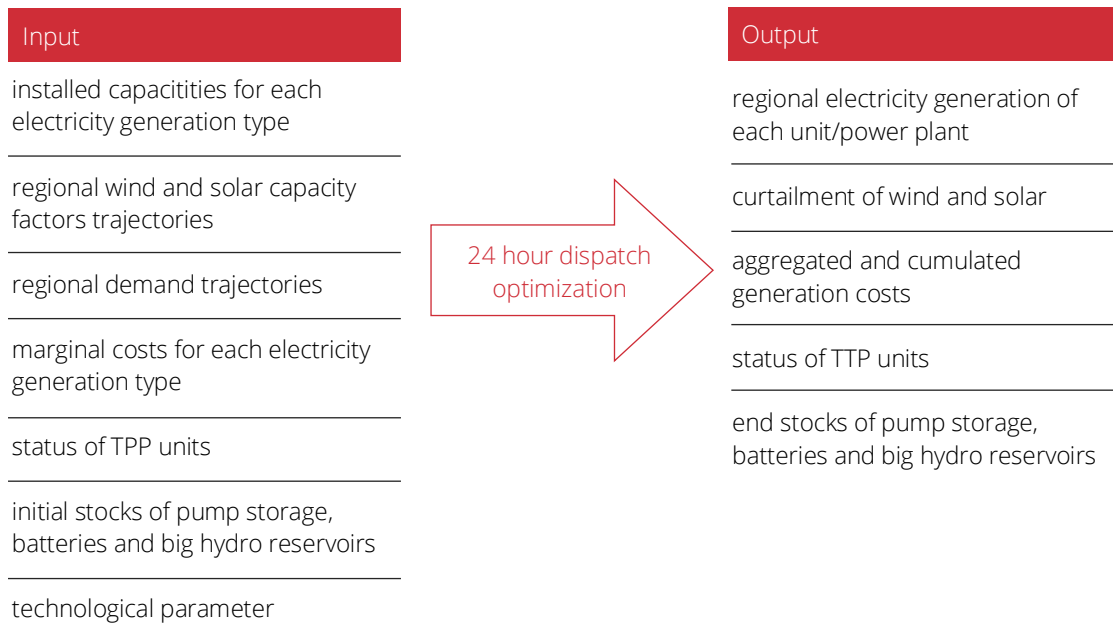 Input
installed capacitities for each
electricity generation type
regional wind and solar capacity
factors trajectories
regional demand trajectories
marginal costs for each electricity
generation type
status of TPP units
initial stocks of pump storage,
batteries and big hydro reservoirs
technological parameter
24 hour dispatch
optimization
Output
regional electricity generation of
each unit/power plant
curtailment of wind and solar
aggregated and cumulated
generation costs
status of TTP units
end stocks of pump storage,
batteries and big hydro reservoirs